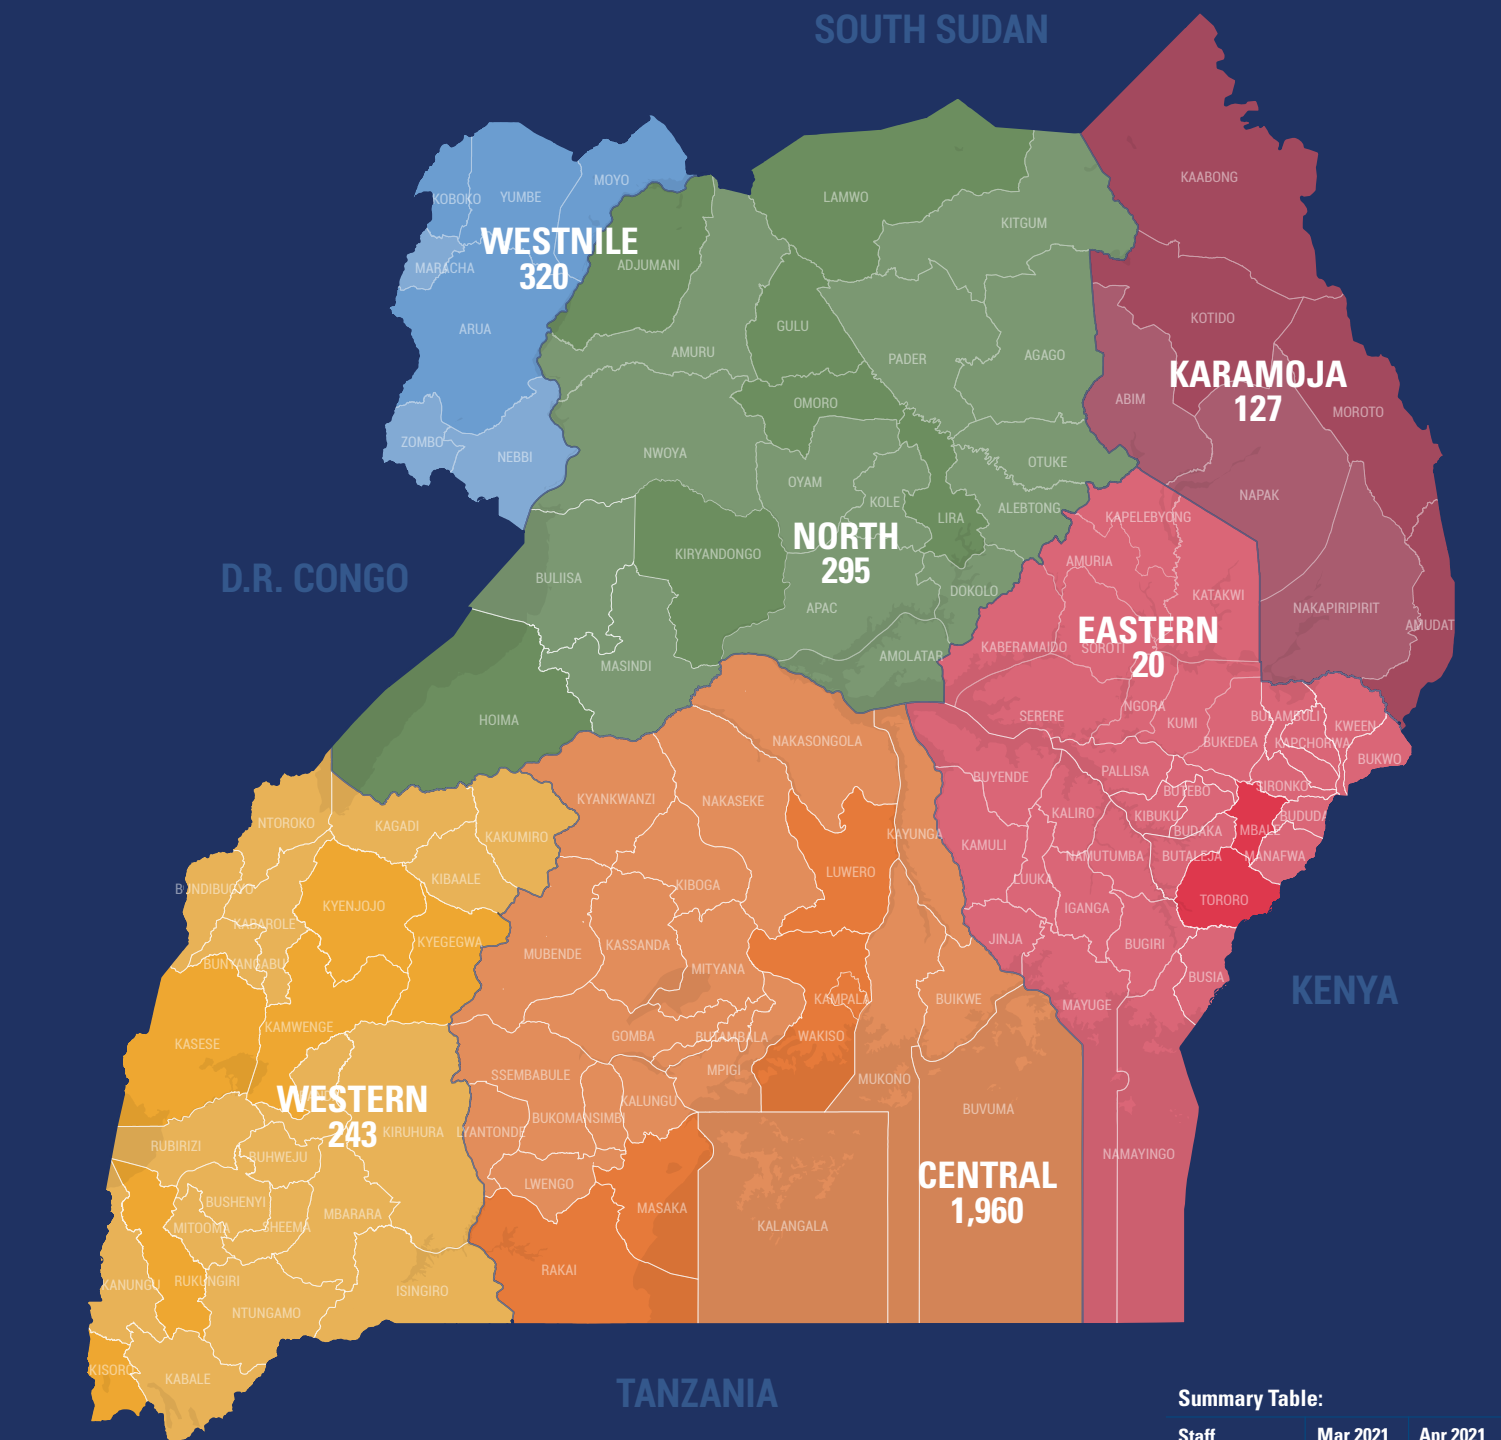 SOUTH SUDAN
KAABONG
MOYO
YUMBE
KOBOKO
LAMWO
KITGUM
WESTNILE
320
MARACHA
ADJUMANI
ARUA
GULU
KOTIDO
AMURU
PADER
AGAGO
KARAMOJA
127
ABIM
OMORO
MOROTO
ZOMBO
NEBBI
NWOYA
OTUKE
OYAM
NAPAK
KOLE
ALEBTONG
LIRA
KAPELEBYONG
NORTH
295
KIRYANDONGO
AMURIA
D.R. CONGO
BULIISA
DOKOLO
KATAKWI
APAC
NAKAPIRIPIRIT
AMUDAT
EASTERN
20
KABERAMAIDO
SOROTI
AMOLATAR
MASINDI
NGORA
SERERE
BULAMBULI
HOIMA
KUMI
KWEEN
NAKASONGOLA
BUKEDEA
KAPCHORWA
BUKWO
BUYENDE
PALLISA
SIRONKO
BUTEBO
KYANKWANZI
NAKASEKE
KALIRO
KIBUKU
BUDUDA
NTOROKO
KAGADI
KAKUMIRO
KAYUNGA
BUDAKA
MBALE
KAMULI
NAMUTUMBA
BUTALEJA
MANAFWA
LUWERO
KIBAALE
LUUKA
KIBOGA
BUNDIBUGYO
KYENJOJO
TORORO
IGANGA
KABAROLE
KYEGEGWA
KASSANDA
JINJA
BUGIRI
MUBENDE
BUNYANGABU
MITYANA
BUSIA
KENYA
KAMPALA
BUIKWE
MAYUGE
KAMWENGE
GOMBA
BUTAMBALA
WAKISO
KASESE
MPIGI
SSEMBABULE
MUKONO
WESTERN
243
KALUNGU
BUVUMA
BUKOMANSIMBI
KIRUHURA
LYANTONDE
RUBIRIZI
NAMAYINGO
BUHWEJU
CENTRAL
1,960
LWENGO
BUSHENYI
MASAKA
MBARARA
MITOOMA
SHEEMA
KALANGALA
RAKAI
KANUNGU
RUKUNGIRI
ISINGIRO
NTUNGAMO
KISORO
KABALE
TANZANIA
Summary Table:
Staff Mar 2021 Apr 2021